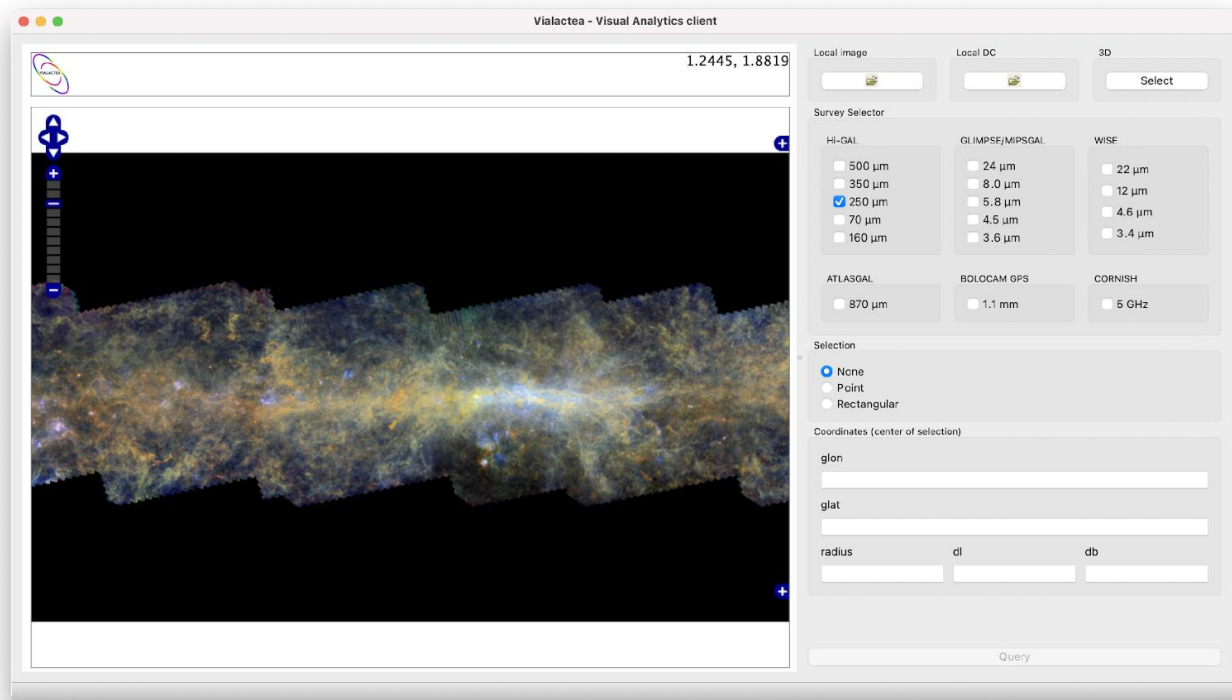 Vialactea - Visual Analytics client
VIALACTEA
1.2445, 1.8819
Local image
Local DC
3D
Select
Survey Selector
Hi-GAL
500 µm
350 µm
250 µm
70 µm
160 µm
GLIMPSE/MIPSGAL
24 µm
8.0 µm
5.8 µm
4.5 µm
3.6 µm
WISE
22 µm
12 µm
4.6 µm
3.4 µm
ATLASGAL
870 µm
BOLOCAM GPS
1.1 mm
CORNISH
5 GHz
Selection
None
Point
Rectangular
Coordinates (center of selection)
glon
glat
radius
dl
db
Query